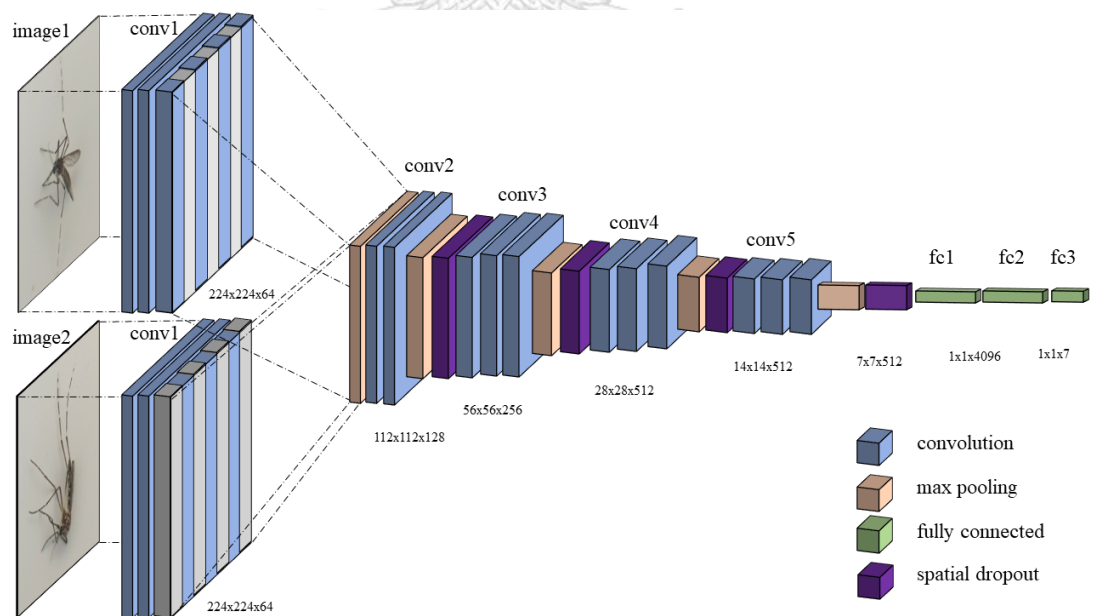 image1
conv1
224x224x64
image2
conv1
224x224x64
conv2
112x112x128
conv3
56x56x256
conv4
28x28x512
conv5
14x14x512
7x7x512
fc1
fc2
fc3
1x1x4096
1x1x7
convolution
max pooling
fully connected
spatial dropout